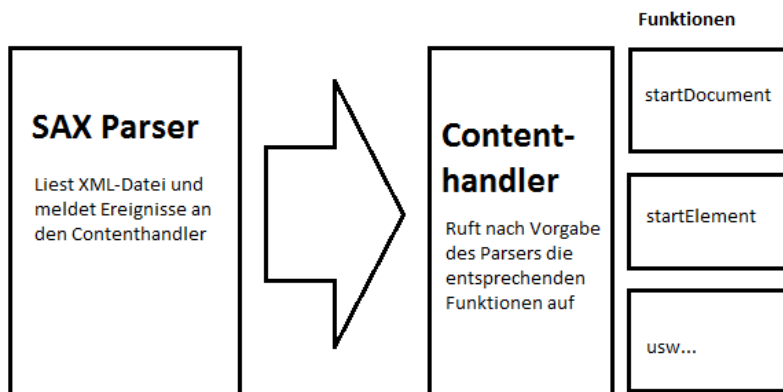 Funktionen
SAX Parser
Liest XML-Datei und
meldet Ereignisse an
den Contenthandler
Content-
handler
Ruft nach Vorgabe
des Parsers die
entsprechenden
Funktionen auf
startDocument
startElement
usw...